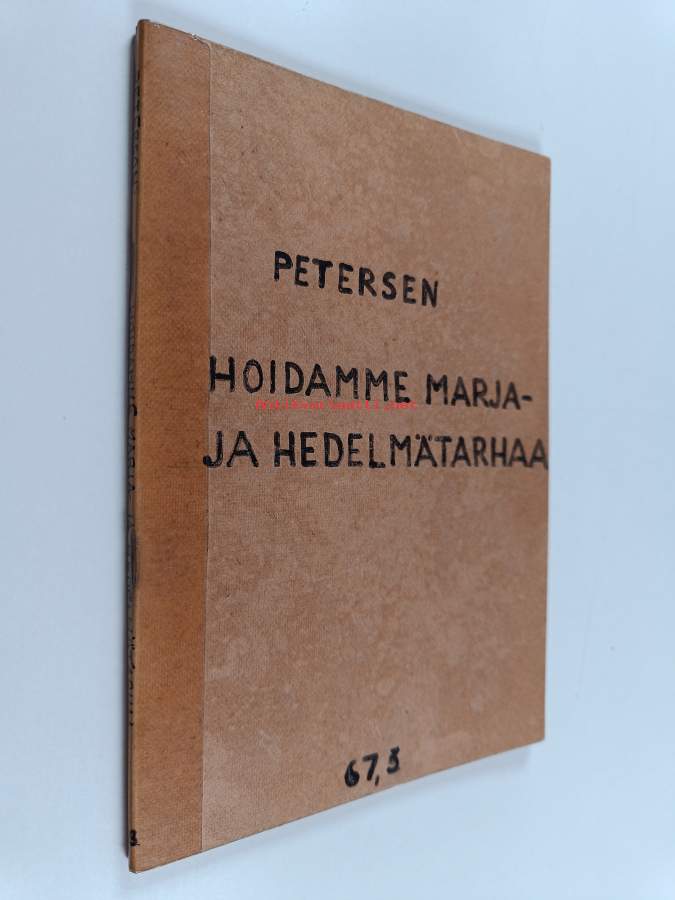 PETERSEN
HOIDAMME MARJA-
JA HEDELMÄTARHAA
67,3